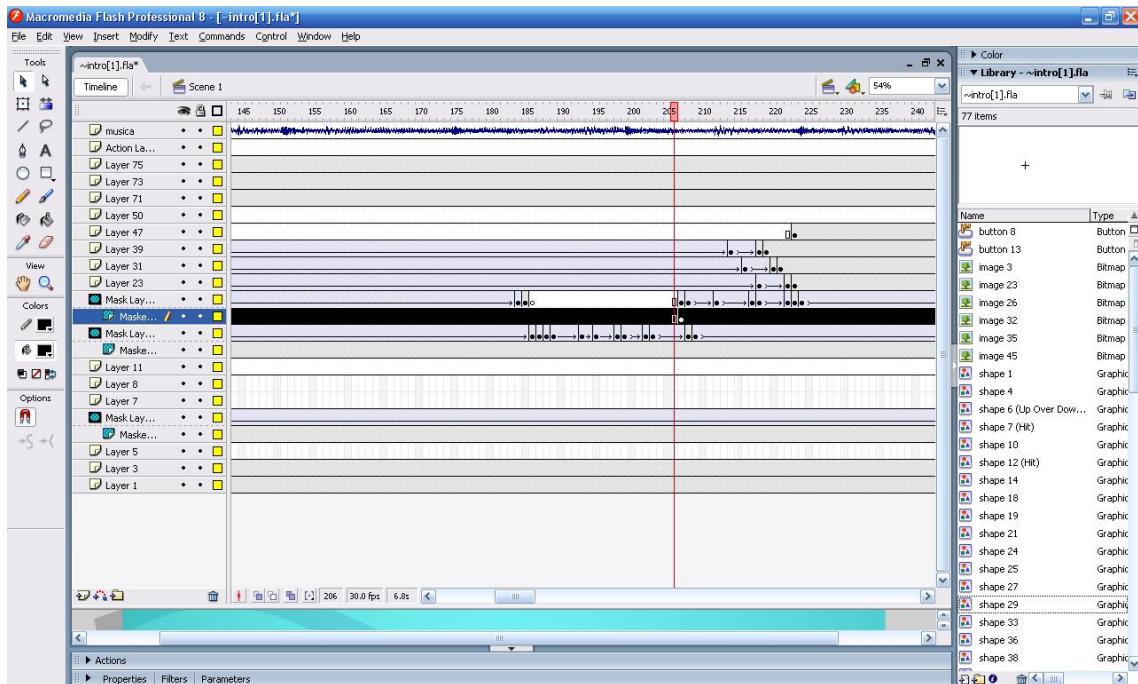 Macromedia Flash Professional 8 - [~intro[1].fla*]
File Edit View Insert Modify Text Commands Control Window Help
Tools
View
Colors
Options
~intro[1].fla*
Timeline
Scene 1
54%
145 150 155 160 165 170 175 180 185 190 195 200 205 210 215 220 225 230 235 240
musica
Action La...
Layer 75
Layer 73
Layer 71
Layer 50
Layer 47
Layer 39
Layer 31
Layer 23
Mask Lay...
Maske...
Mask Lay...
Maske...
Layer 11
Layer 8
Layer 7
Mask Lay...
Maske...
Layer 5
Layer 3
Layer 1
206 30.0 fps 6.8s
Actions
Properties Filters Parameters
Color
Library - ~intro[1].fla
~intro[1].fla
77 items
Name Type
button 8 Button
button 13 Button
image 3 Bitmap
image 23 Bitmap
image 26 Bitmap
image 32 Bitmap
image 35 Bitmap
image 45 Bitmap
shape 1 Graphic
shape 4 Graphic
shape 6 (Up Over Dow... Graphic
shape 7 (Hit) Graphic
shape 10 Graphic
shape 12 (Hit) Graphic
shape 14 Graphic
shape 18 Graphic
shape 19 Graphic
shape 21 Graphic
shape 24 Graphic
shape 25 Graphic
shape 27 Graphic
shape 29 Graphic
shape 33 Graphic
shape 36 Graphic
shape 38 Graphic